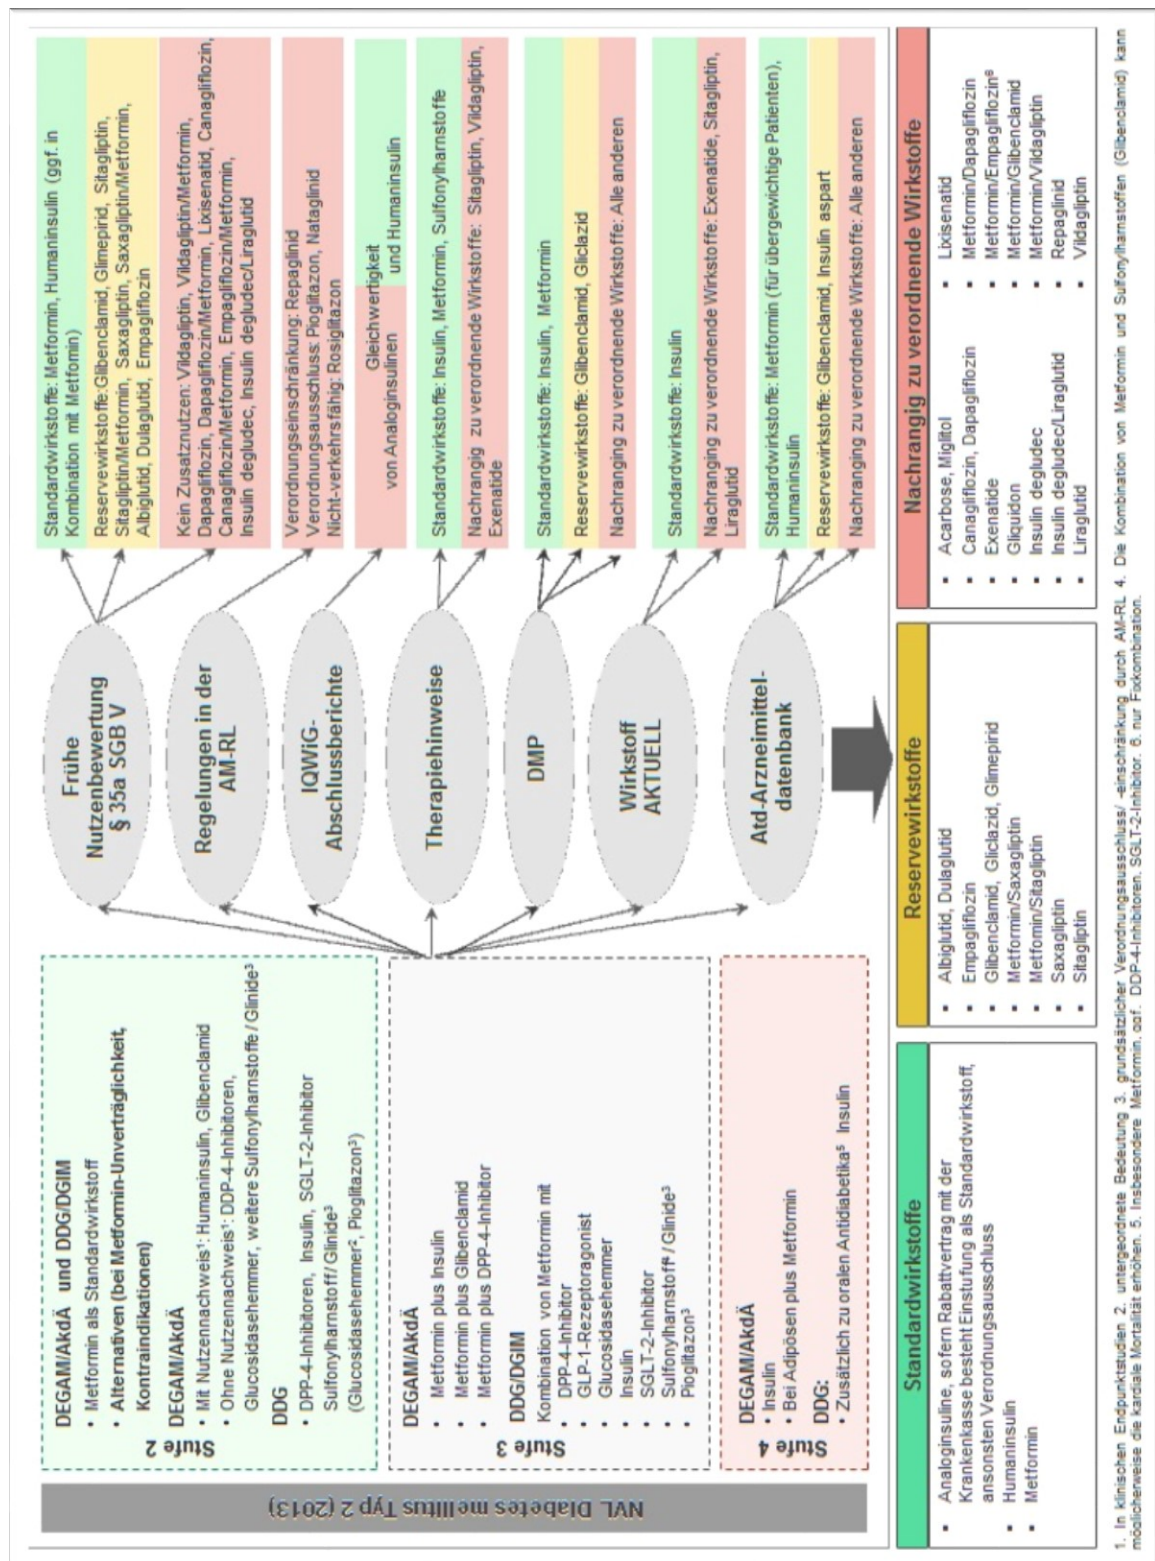 NVL Diabetes mellitus Typ 2 (2013)
Stufe 2
DEGAM/AkdÄ und DDG/DGIM
• Metformin als Standardwirkstoff
• Alternativen (bei Metformin-Unverträglichkeit,
Kontraindikationen)
DEGAM/AkdÄ
• Mit Nutzennachweis¹: Humaninsulin, Glibenclamid
• Ohne Nutzennachweis¹: DDP-4-Inhibitoren,
Glucosidasehemmer, weitere Sulfonylharnstoffe / Glinide³
DDG
• DPP-4-Inhibitoren, Insulin, SGLT-2-Inhibitor
Sulfonylharnstoff/ Glinide³
(Glucosidasehemmer², Pioglitazon³)
Stufe 3
DEGAM/AkdÄ
• Metformin plus Insulin
• Metformin plus Glibenclamid
• Metformin plus DPP-4-Inhibitor
DDG/DGIM
Kombination von Metformin mit
• DPP-4-Inhibitor
• GLP-1-Rezeptoragonist
• Glucosidasehemmer
• Insulin
• SGLT-2-Inhibitor
• Sulfonylharnstoff⁴ / Glinide³
• Pioglitazon³
Stufe 4
DEGAM/AkdÄ
• Insulin
• Bei Adipösen plus Metformin
DDG:
• Zusätzlich zu oralen Antidiabetika⁵ Insulin
Frühe
Nutzenbewertung
§ 35a SGB V
Regelungen in der
AM-RL
IQWiG-
Abschlussberichte
Therapiehinweise
DMP
Wirkstoff
AKTUELL
Atd-Arzneimittel-
datenbank
Standardwirkstoffe: Metformin, Humaninsulin (ggf. in
Kombination mit Metformin)
Reservewirkstoffe:Glibenclamid, Glimepirid, Sitagliptin,
Sitagliptin/Metformin, Saxagliptin, Saxagliptin/Metformin,
Albiglutid, Dulaglutid, Empagliflozin
Kein Zusatznutzen: Vildagliptin, Vildagliptin/Metformin,
Dapagliflozin, Dapagliflozin/Metformin, Lixisenatid, Canagliflozin,
Canagliflozin/Metformin, Empagliflozin/Metformin,
Insulin degludec, Insulin degludec/Liraglutid
Verordnungseinschränkung: Repaglinid
Verordnungsausschluss: Pioglitazon, Nataglinid
Nicht-verkehrsfähig: Rosiglitazon
Gleichwertigkeit
von Analoginsulinen und Humaninsulin
Standardwirkstoffe: Insulin, Metformin, Sulfonylharnstoffe
Nachrangig zu verordnende Wirkstoffe: Sitagliptin, Vildagliptin,
Exenatide
Standardwirkstoffe: Insulin, Metformin
Reservewirkstoffe: Glibenclamid, Gliclazid
Nachranging zu verordnende Wirkstoffe: Alle anderen
Standardwirkstoffe: Insulin
Nachranging zu verordnende Wirkstoffe: Exenatide, Sitagliptin,
Liraglutid
Standardwirkstoffe: Metformin (für übergewichtige Patienten),
Humaninsulin
Reservewirkstoffe: Glibenclamid, Insulin aspart
Nachranging zu verordnende Wirkstoffe: Alle anderen
Standardwirkstoffe
▪ Analoginsuline, sofern Rabattvertrag mit der
Krankenkasse besteht Einstufung als Standardwirkstoff,
ansonsten Verordnungsausschluss
▪ Humaninsulin
▪ Metformin
Reservewirkstoffe
▪ Albiglutid, Dulaglutid
▪ Empagliflozin
▪ Glibenclamid, Gliclazid, Glimepirid
▪ Metformin/Saxagliptin
▪ Metfomin/Sitagliptin
▪ Saxagliptin
▪ Sitagliptin
Nachrangig zu verordnende Wirkstoffe
▪ Acarbose, Miglitol
▪ Canagliflozin, Dapagliflozin
▪ Exenatide
▪ Gliquidon
▪ Insulin degludec
▪ Insulin degludec/Liraglutid
▪ Liraglutid
▪ Lixisenatid
▪ Metformin/Dapagliflozin
▪ Metformin/Empagliflozin⁶
▪ Metformin/Glibenclamid
▪ Metformin/Vildagliptin
▪ Repaglinid
▪ Vildagliptin
1. In klinischen Endpunktstudien 2. untergeordnete Bedeutung 3. grundsätzlicher Verordnungsausschluss/ -einschränkung durch AM-RL 4. Die Kombination von Metformin und Sulfonylharnstoffen (Glibenclamid) kann
möglicherweise die kardiale Mortalität erhöhen. 5. Insbesondere Metformin, ggf. DDP-4-Inhibitoren, SGLT-2-Inhibitor. 6. nur Fixkombination.